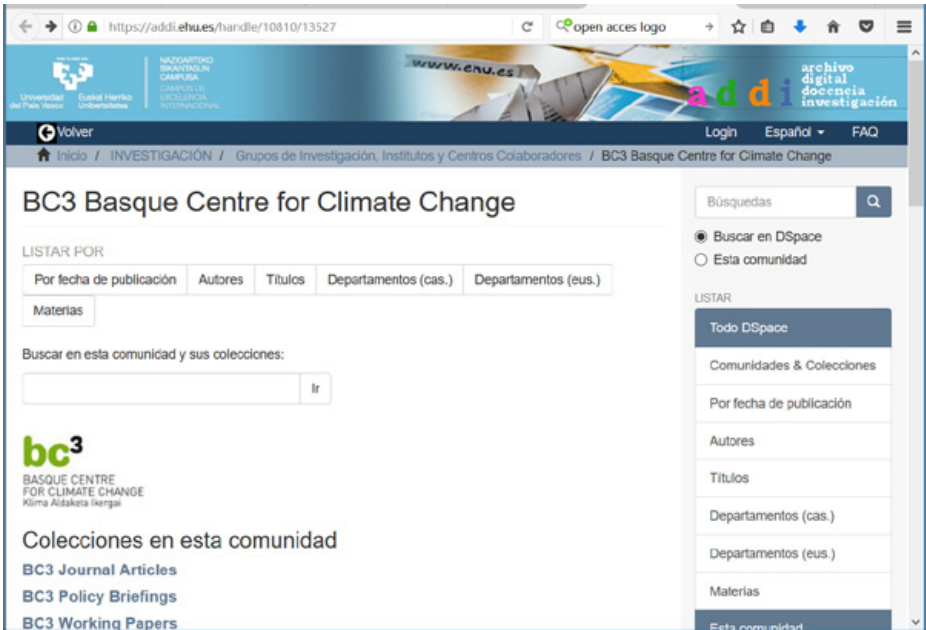 https://addi.ehu.es/handle/10810/13527
open acces logo
Universidad del País Vasco
Euskal Herriko Unibertsitatea
NAZIOARTEKO
BIKAINTASUN
CAMPUSA
CAMPUS DE
EXCELENCIA
INTERNACIONAL
www.ehu.es
addi
archivo
digital
docencia
investigación
Volver
Login Español FAQ
Inicio / INVESTIGACIÓN / Grupos de Investigación, Institutos y Centros Colaboradores / BC3 Basque Centre for Climate Change
BC3 Basque Centre for Climate Change
LISTAR POR
Por fecha de publicación Autores Títulos Departamentos (cas.) Departamentos (eus.)
Materias
Buscar en esta comunidad y sus colecciones:
Ir
bc3
BASQUE CENTRE
FOR CLIMATE CHANGE
Klima Aldaketa Ikergai
Colecciones en esta comunidad
BC3 Journal Articles
BC3 Policy Briefings
BC3 Working Papers
Búsquedas
Buscar en DSpace
Esta comunidad
LISTAR
Todo DSpace
Comunidades & Colecciones
Por fecha de publicación
Autores
Títulos
Departamentos (cas.)
Departamentos (eus.)
Materias
Esta comunidad